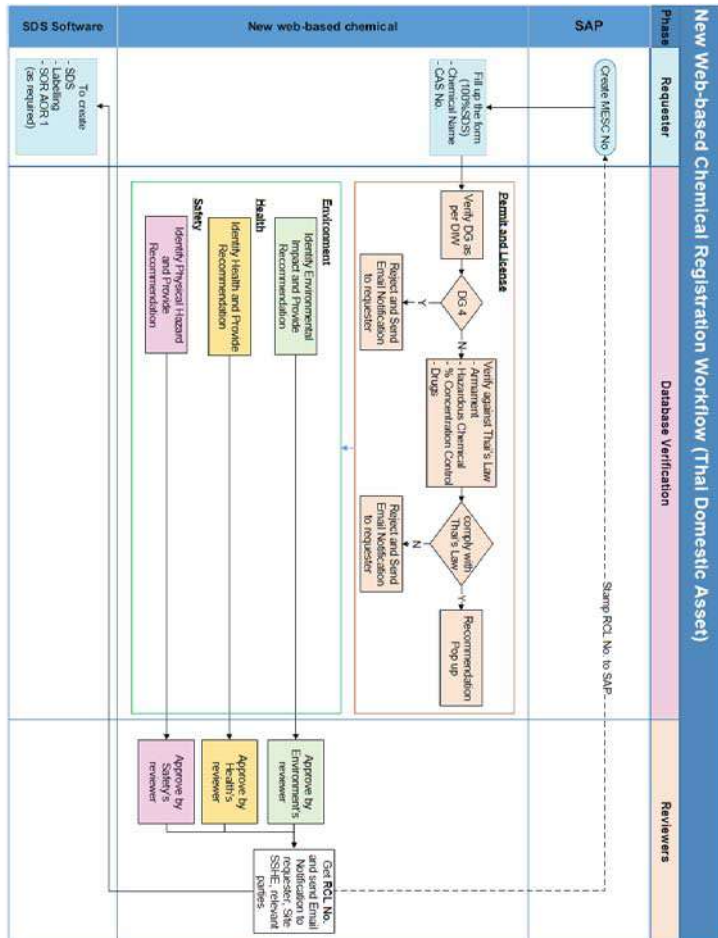 New Web-based Chemical Registration Workflow (Thai Domestic Asset)
Phase
Requester
Database Verification
Reviewers
SAP
Create MESC No
Stamp RCL No. to SAP
New web-based chemical
Fill up the form
(100%SDS)
- Chemical Name
- CAS No.
Permit and License
Verify DG as
per DIW
DG 4
Y
N
Reject and Send
Email Notification
to requester
Verify against Thai's Law
- Armament
- Hazardous Chemical
- % Concentration Control
- Drugs
comply with
Thai's Law
N
Y
Reject and Send
Email Notification
to requester
Recommendation
Pop up
Environment
Identify Environmental
Impact and Provide
Recommendation
Approve by
Environment's
reviewer
Health
Identify Health and Provide
Recommendation
Approve by
Health's
reviewer
Safety
Identify Physical Hazard
and Provide
Recommendation
Approve by
Safety's
reviewer
Get RCL No.
and send Email
Notification to
requester, Site
SSHE, relevant
parties
SDS Software
To create
- SDS
- Labelling
- SOR AOR 1
(as required)